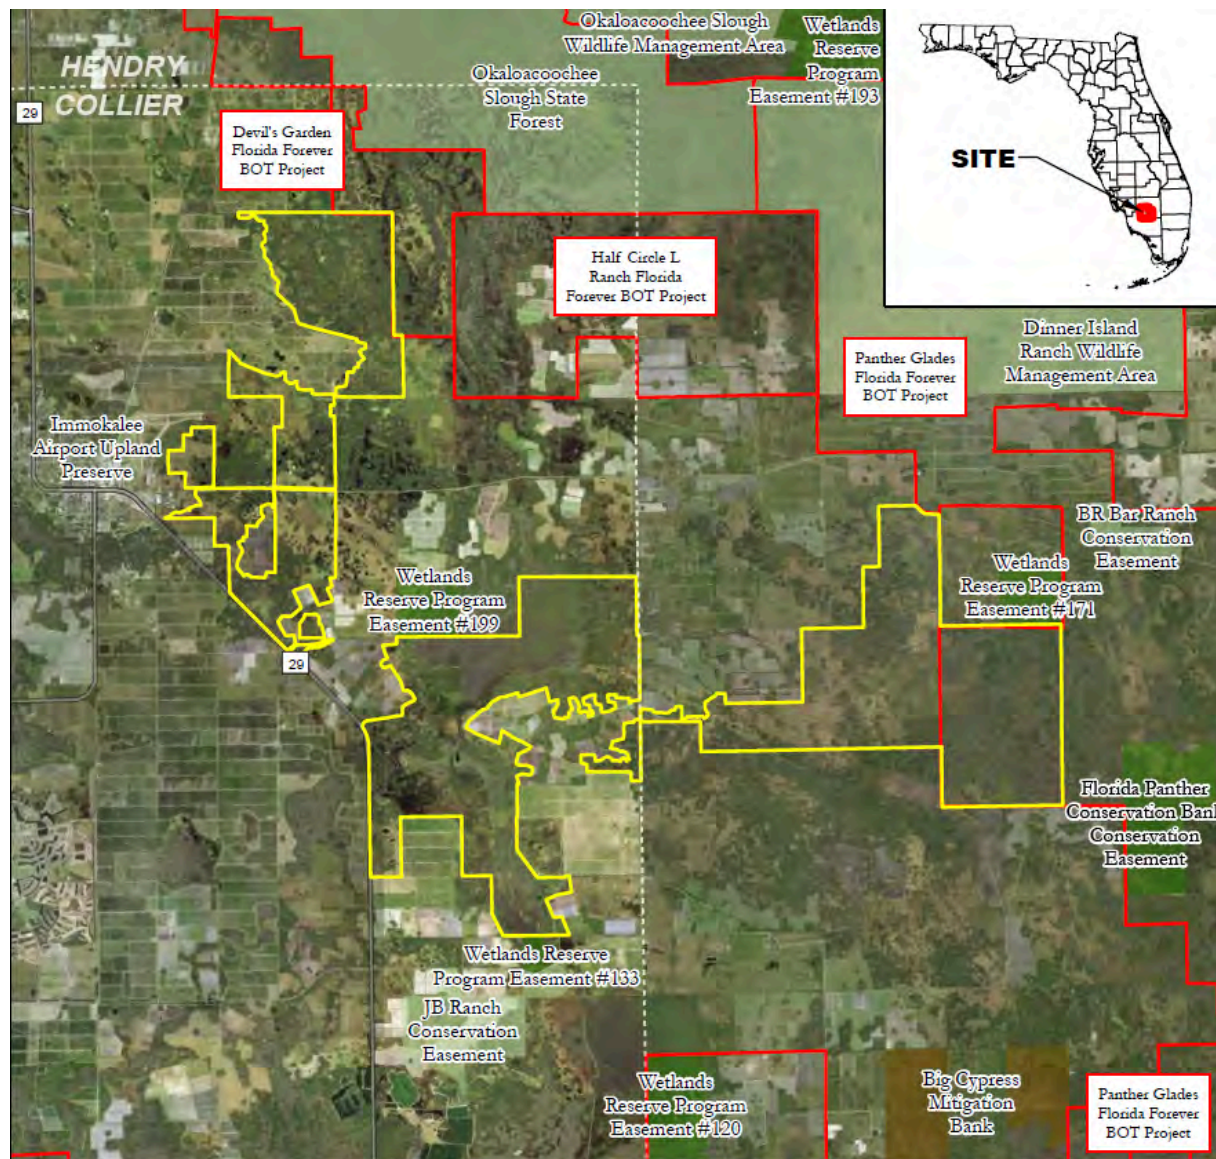 HENDRY
COLLIER
29
Okaloacoochee Slough
Wildlife Management Area
Wetlands
Reserve
Program
Easement #193
Okaloacoochee
Slough State
Forest
Devil's Garden
Florida Forever
BOT Project
SITE
Half Circle L
Ranch Florida
Forever BOT Project
Dinner Island
Ranch Wildlife
Management Area
Panther Glades
Florida Forever
BOT Project
Immokalee
Airport Upland
Preserve
BR Bar Ranch
Conservation
Easement
Wetlands
Reserve Program
Easement #171
Wetlands
Reserve Program
Easement #199
29
Florida Panther
Conservation Bank
Conservation
Easement
Wetlands Reserve
Program Easement #133
JB Ranch
Conservation
Easement
Wetlands
Reserve Program
Easement #120
Big Cypress
Mitigation
Bank
Panther Glades
Florida Forever
BOT Project